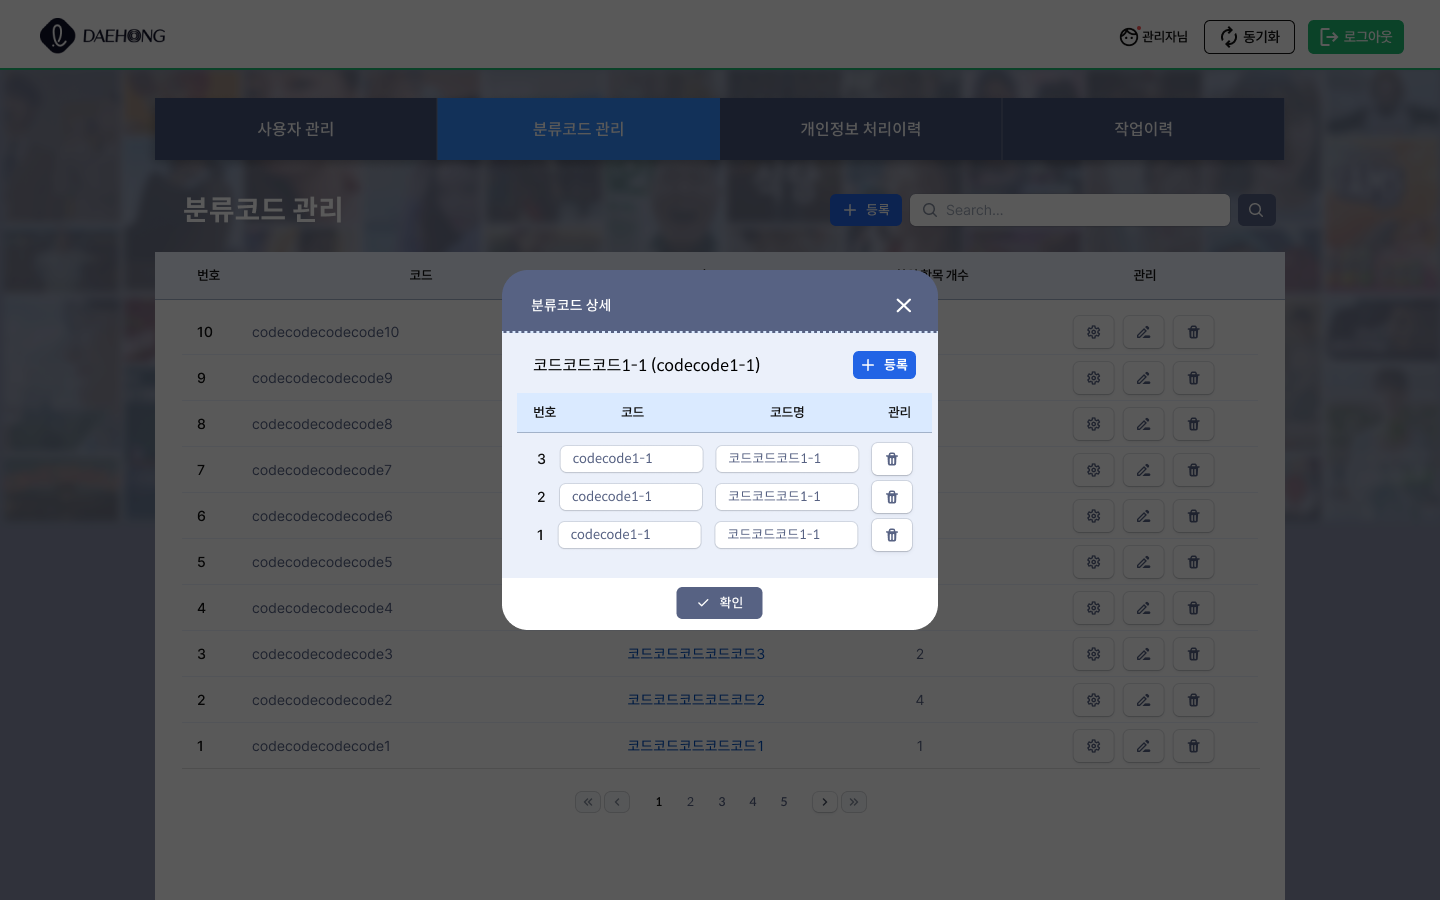 DAEHONG
관리자님
동기화
로그아웃
사용자 관리
분류코드 관리
개인정보 처리이력
작업이력
분류코드 관리
등록
Search...
번호
코드
항목 개수
관리
10 codecodecodecode10
9 codecodecodecode9
8 codecodecodecode8
7 codecodecodecode7
6 codecodecodecode6
5 codecodecodecode5
4 codecodecodecode4
3 codecodecodecode3 코드코드코드코드코드3 2
2 codecodecodecode2 코드코드코드코드코드2 4
1 codecodecodecode1 코드코드코드코드코드1 1
1 2 3 4 5
분류코드 상세
코드코드코드1-1 (codecode1-1)
등록
번호 코드 코드명 관리
3 codecode1-1 코드코드코드1-1
2 codecode1-1 코드코드코드1-1
1 codecode1-1 코드코드코드1-1
확인